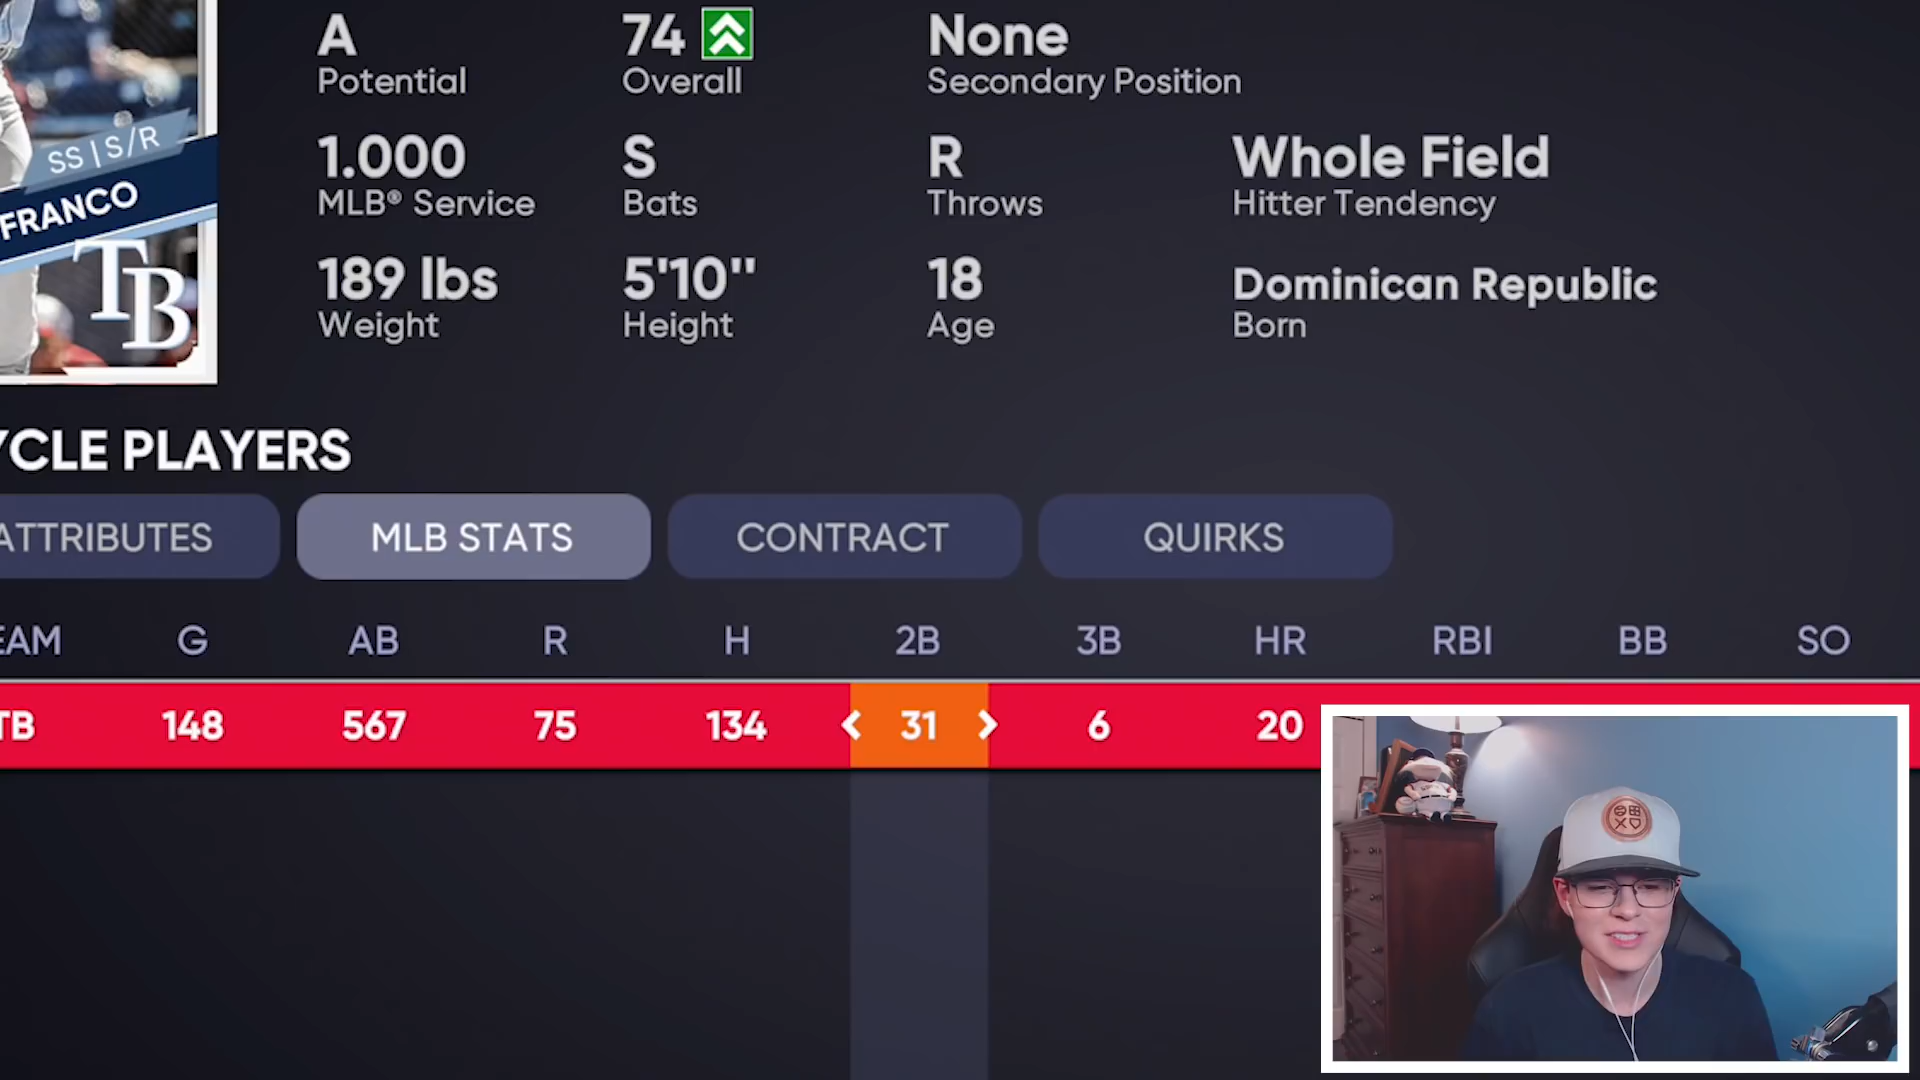 A
Potential
74
Overall
None
Secondary Position
1.000
MLB® Service
S
Bats
R
Throws
Whole Field
Hitter Tendency
189 lbs
Weight
5'10"
Height
18
Age
Dominican Republic
Born
SS | S/R
FRANCO
TB
YCLE PLAYERS
ATTRIBUTES
MLB STATS
CONTRACT
QUIRKS
EAM G AB R H 2B 3B HR RBI BB SO
TB 148 567 75 134 31 6 20